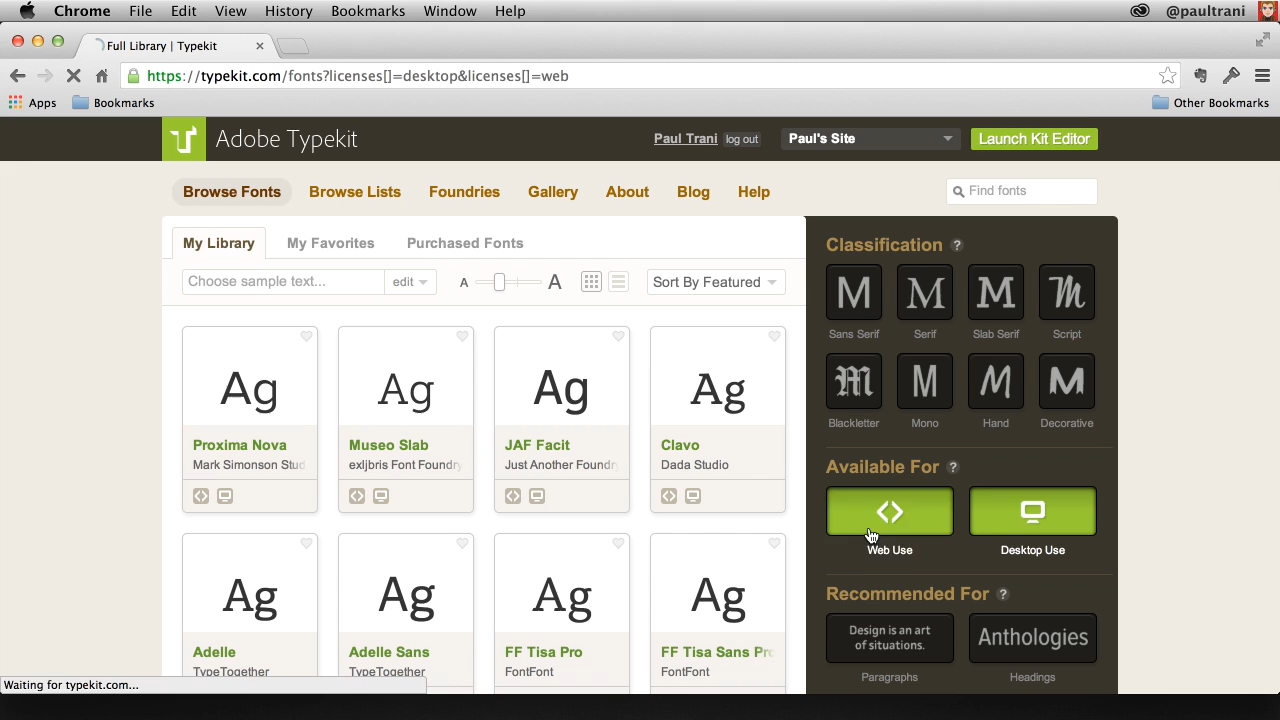 Chrome File Edit View History Bookmarks Window Help @paultrani
Full Library | Typekit
https://typekit.com/fonts?licenses[]=desktop&licenses[]=web
Apps Bookmarks Other Bookmarks
Adobe Typekit Paul Trani log out Paul's Site Launch Kit Editor
Browse Fonts Browse Lists Foundries Gallery About Blog Help Find fonts
My Library My Favorites Purchased Fonts
Choose sample text... edit A A Sort By Featured
Ag Ag Ag Ag
Proxima Nova Museo Slab JAF Facit Clavo
Mark Simonson Stud exljbris Font Foundry Just Another Foundr Dada Studio
Ag Ag Ag Ag
Adelle Adelle Sans FF Tisa Pro FF Tisa Sans Pro
TypeTogether TypeTogether FontFont FontFont
Classification ?
M M M M
Sans Serif Serif Slab Serif Script
M M M M
Blackletter Mono Hand Decorative
Available For ?
Web Use Desktop Use
Recommended For ?
Design is an art
of situations.
Anthologies
Paragraphs Headings
Waiting for typekit.com...